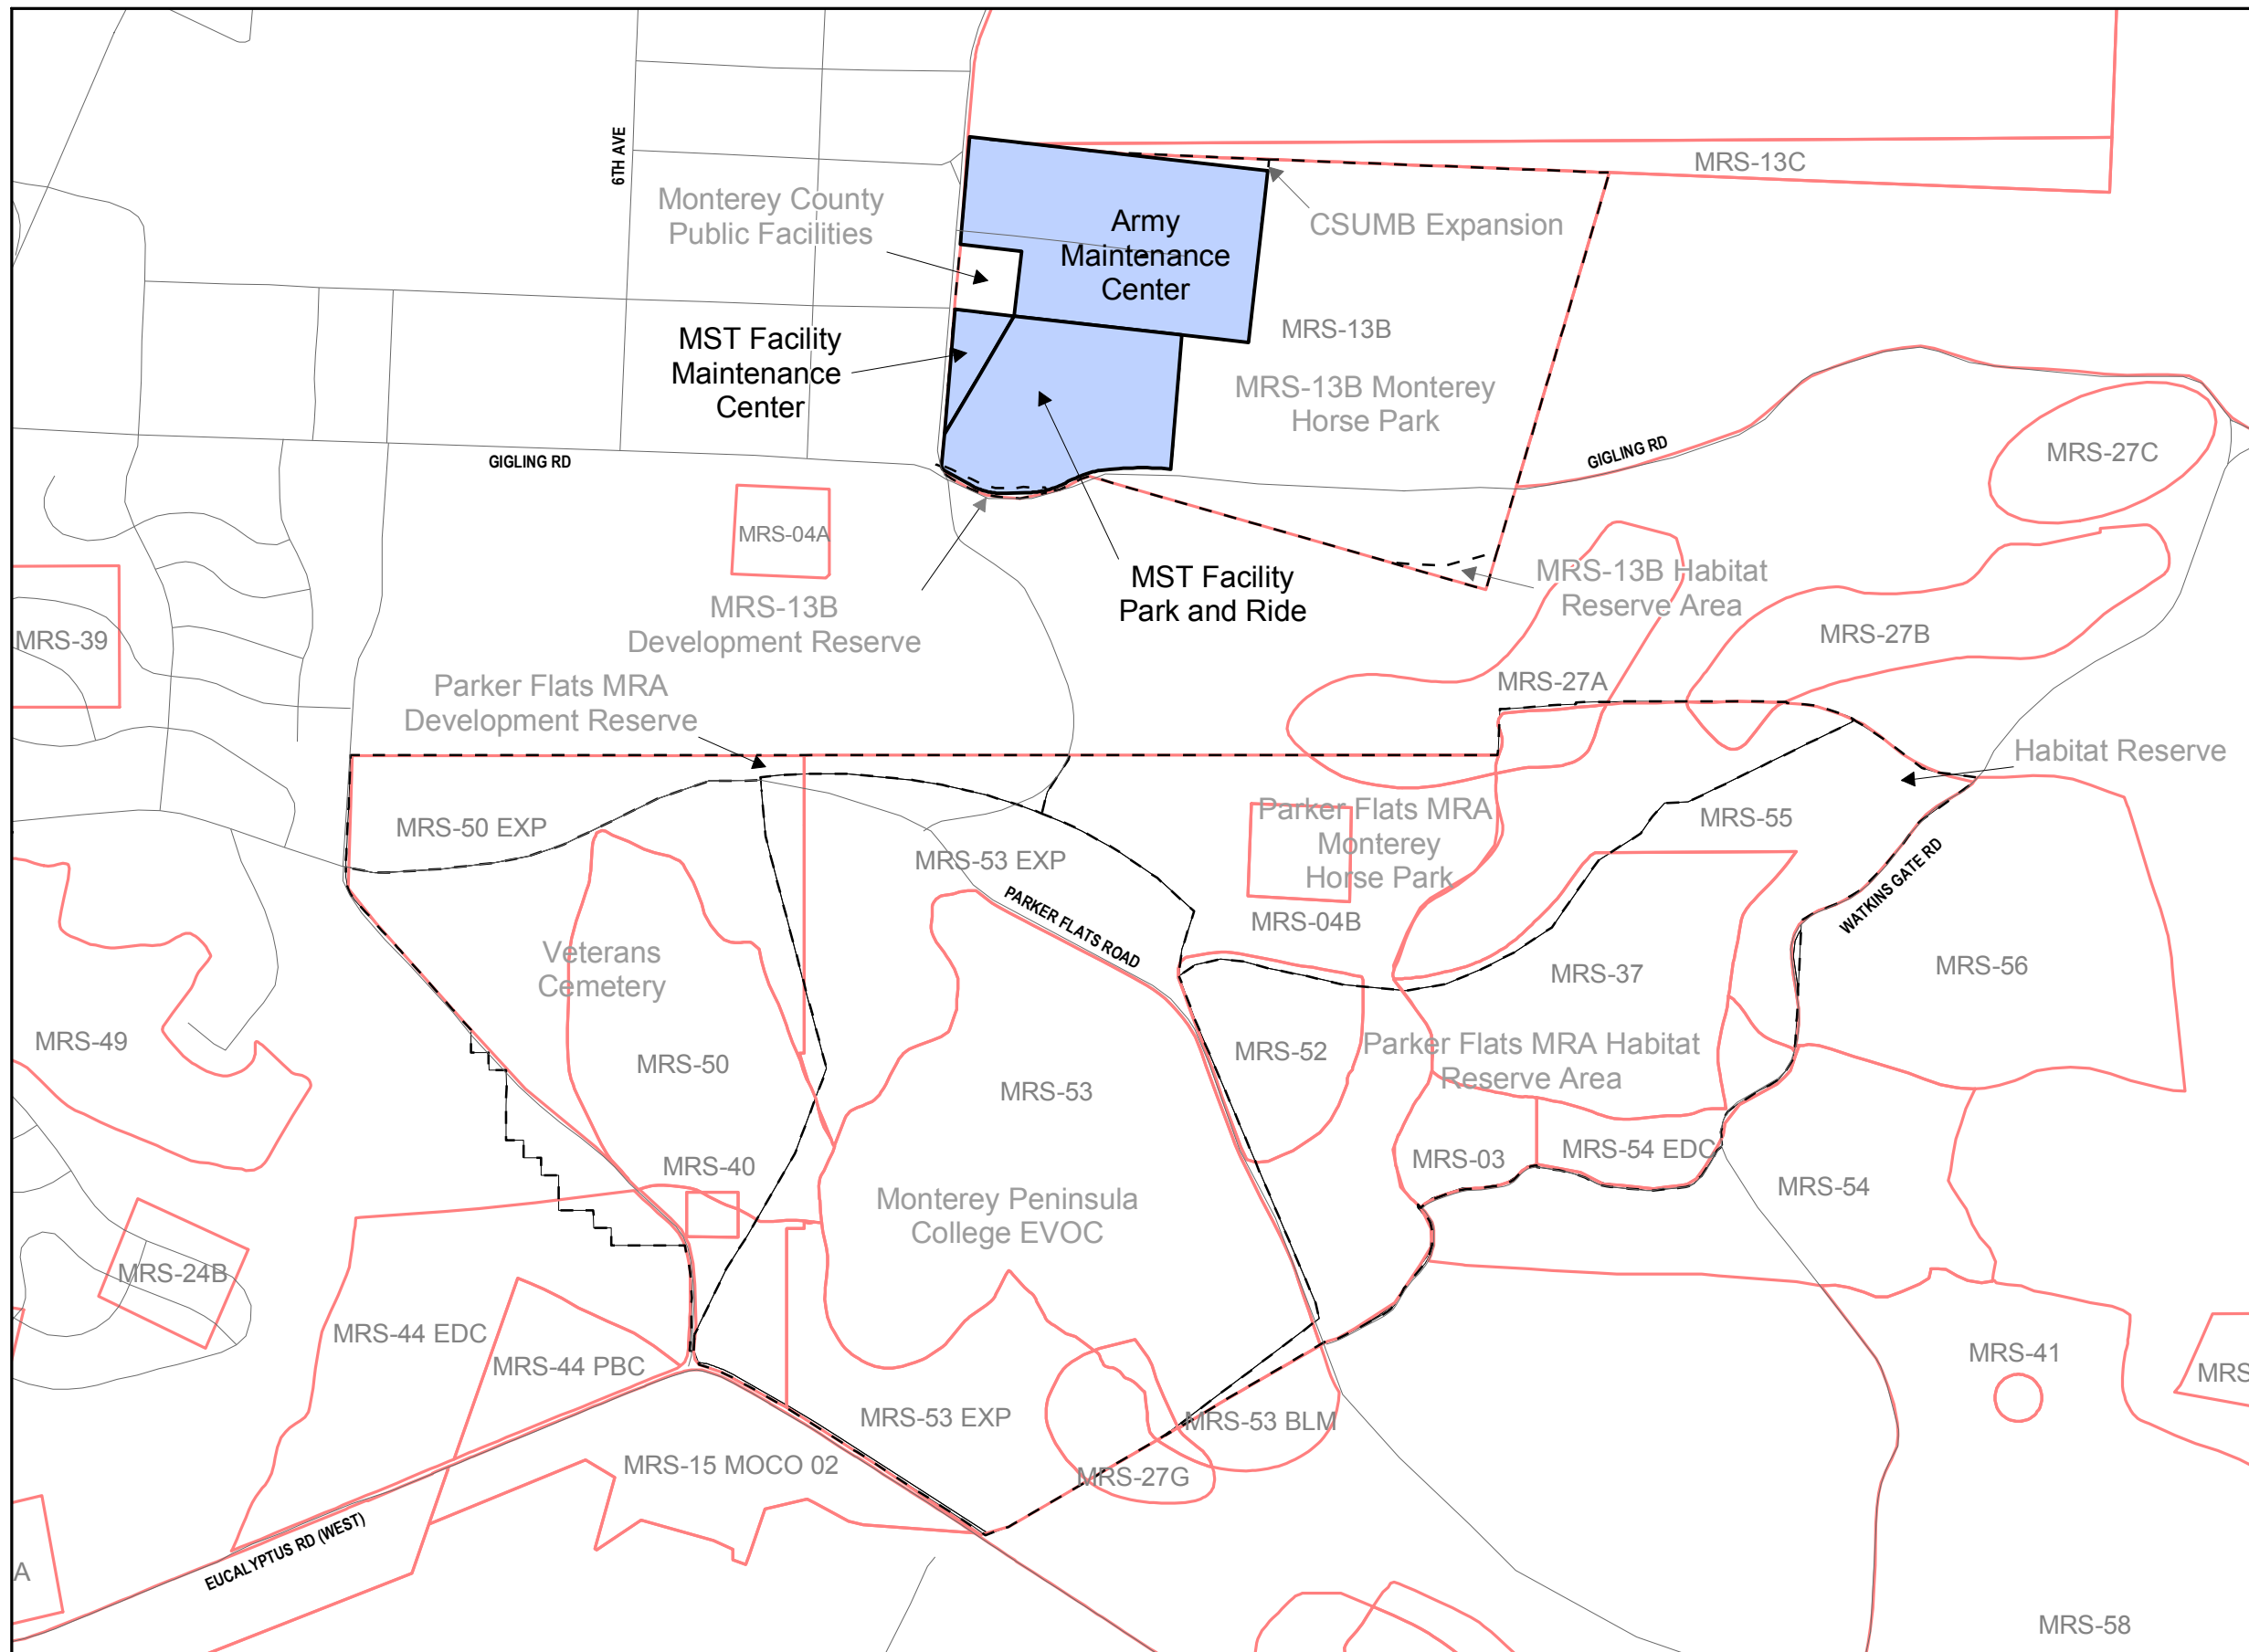 6TH AVE
MRS-13C
Monterey County
Public Facilities
Army
Maintenance
Center
CSUMB Expansion
MRS-13B
MST Facility
Maintenance
Center
MRS-13B Monterey
Horse Park
GIGLING RD
GIGLING RD
MRS-27C
MRS-04A
MST Facility
Park and Ride
MRS-13B Habitat
Reserve Area
MRS-13B
Development Reserve
MRS-39
MRS-27B
MRS-27A
Parker Flats MRA
Development Reserve
Habitat Reserve
MRS-50 EXP
MRS-53 EXP
Parker Flats MRA
Monterey
Horse Park
MRS-55
PARKER FLATS ROAD
WATKINS GATE RD
MRS-04B
Veterans
Cemetery
MRS-37
MRS-56
MRS-49
MRS-50
MRS-53
MRS-52
Parker Flats MRA Habitat
Reserve Area
MRS-40
MRS-03
MRS-54 EDC
MRS-54
Monterey Peninsula
College EVOC
MRS-24B
MRS-44 EDC
MRS-44 PBC
MRS-41
MRS
MRS-53 EXP
MRS-53 BLM
MRS-15 MOCO 02
MRS-27G
EUCALYPTUS RD (WEST)
A
MRS-58